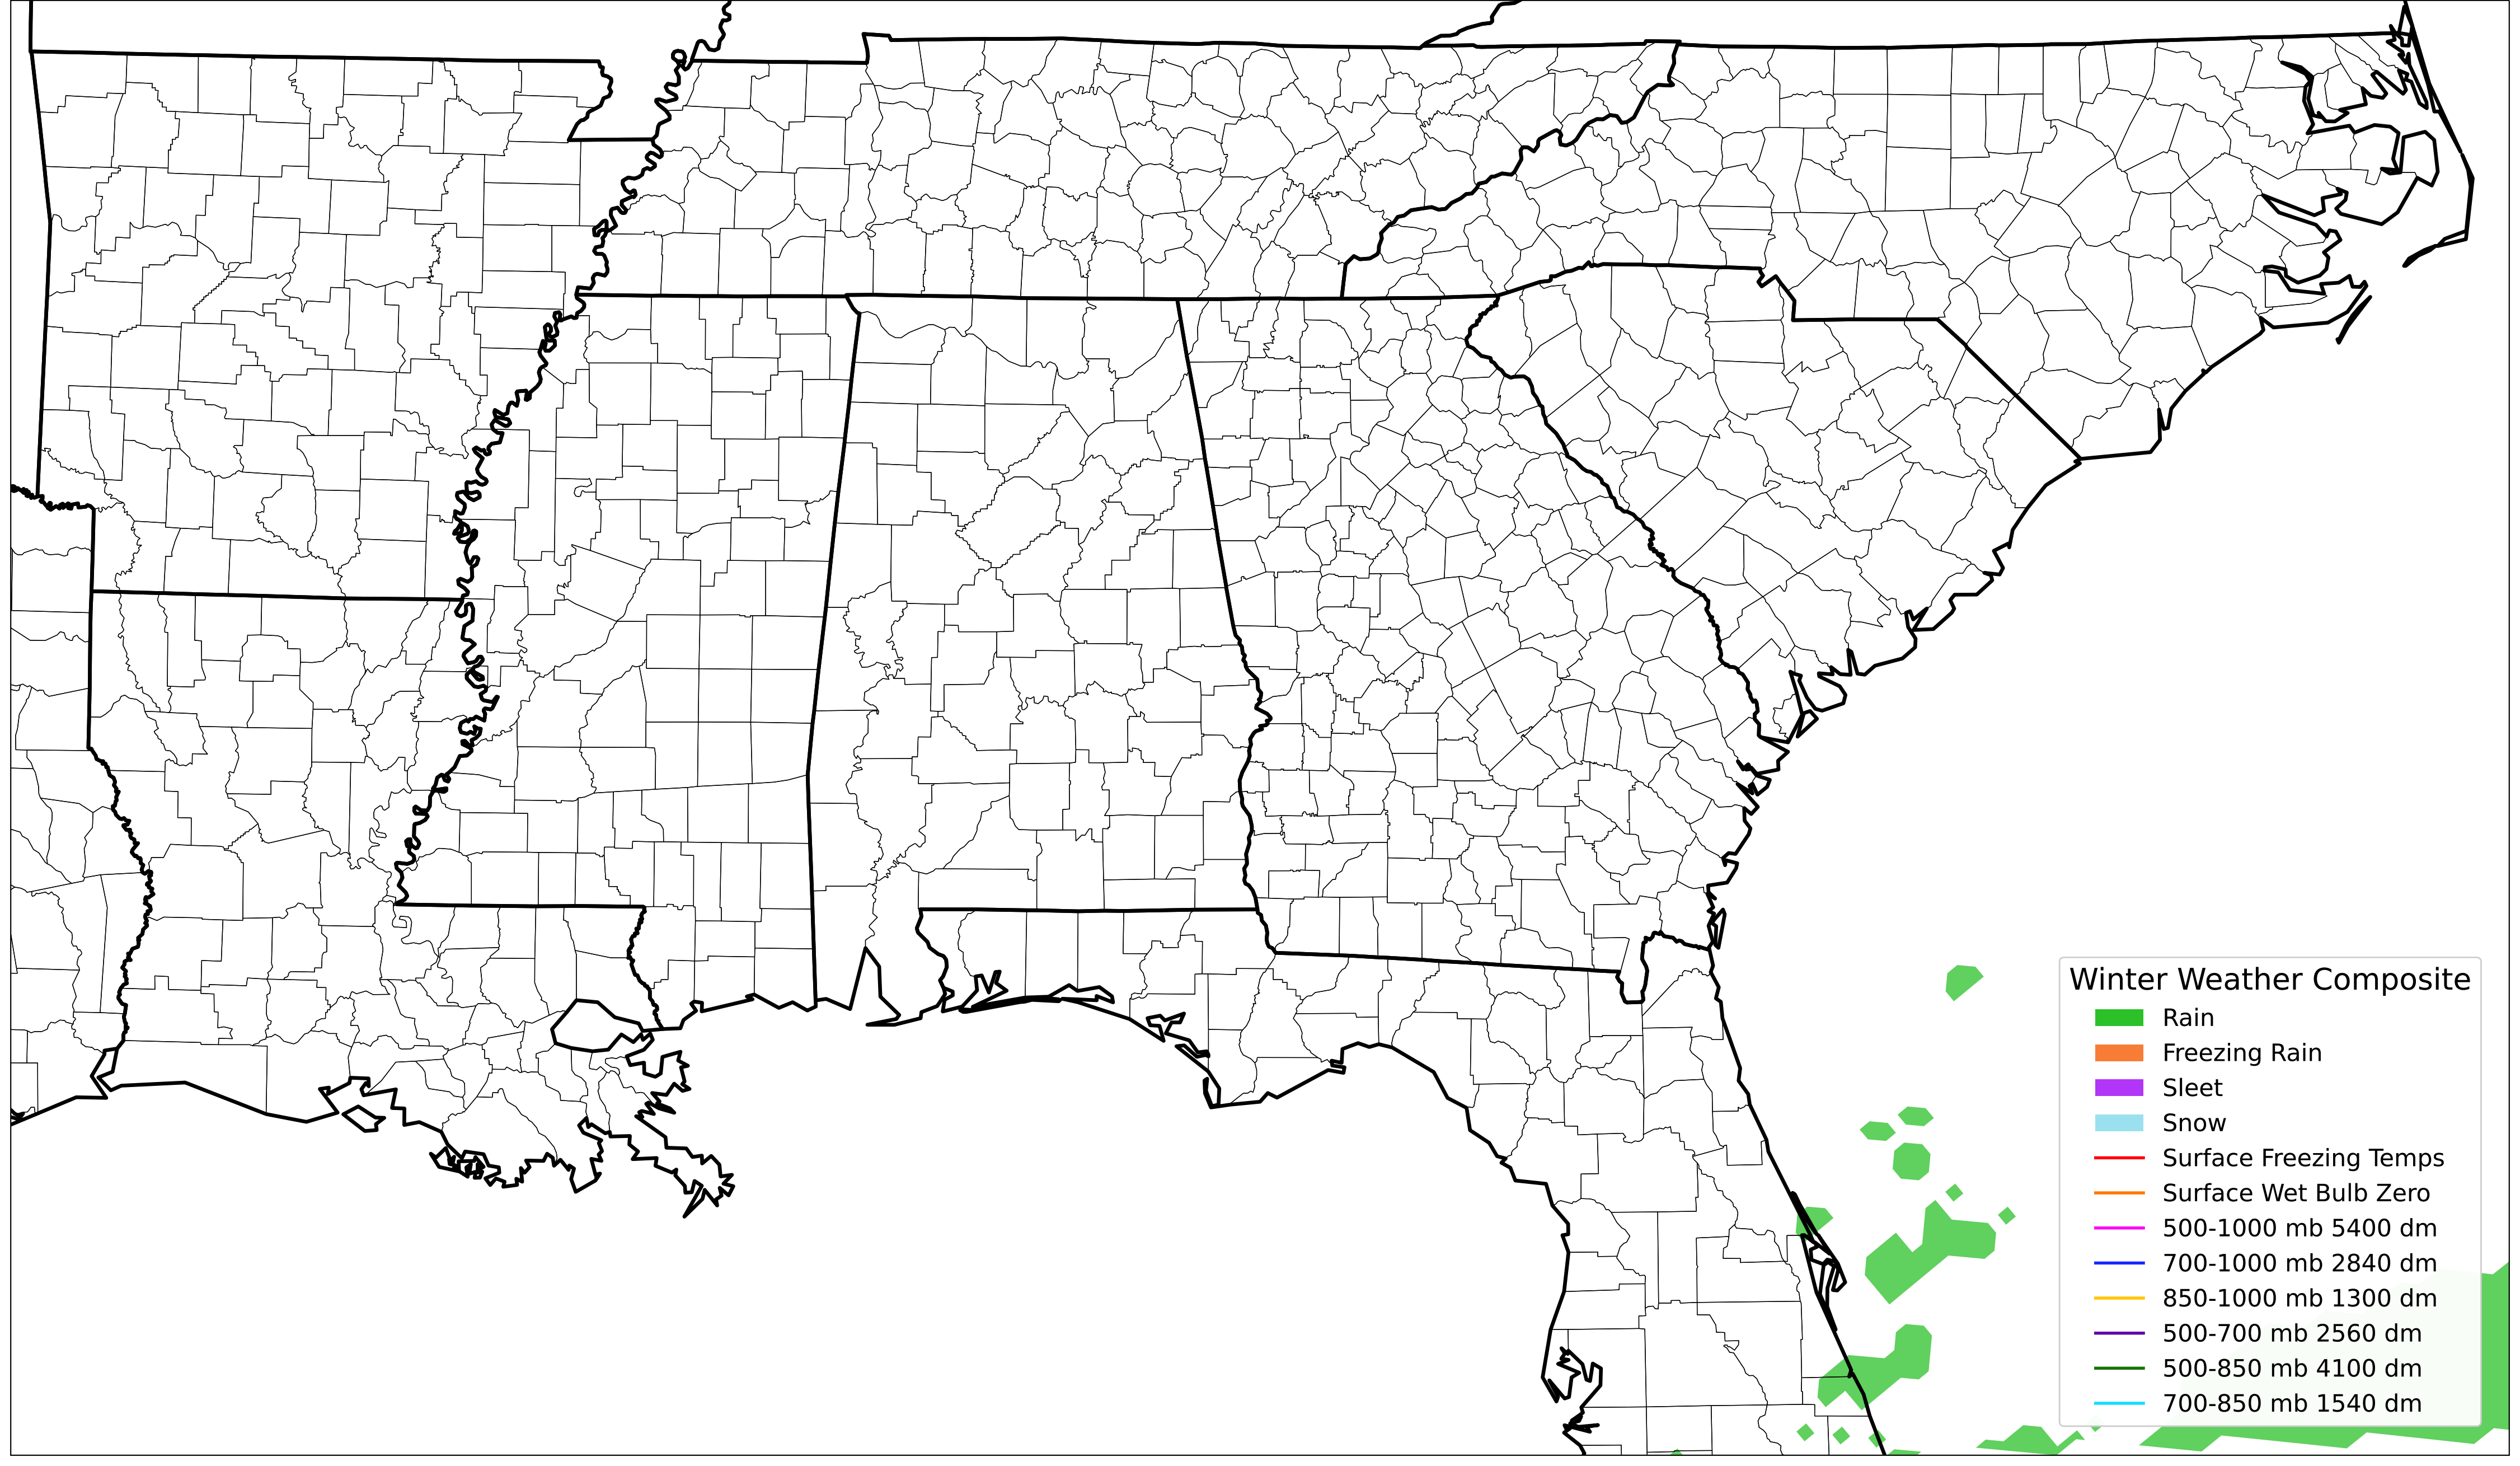 Winter Weather Composite
Rain
Freezing Rain
Sleet
Snow
Surface Freezing Temps
Surface Wet Bulb Zero
500-1000 mb 5400 dm
700-1000 mb 2840 dm
850-1000 mb 1300 dm
500-700 mb 2560 dm
500-850 mb 4100 dm
700-850 mb 1540 dm